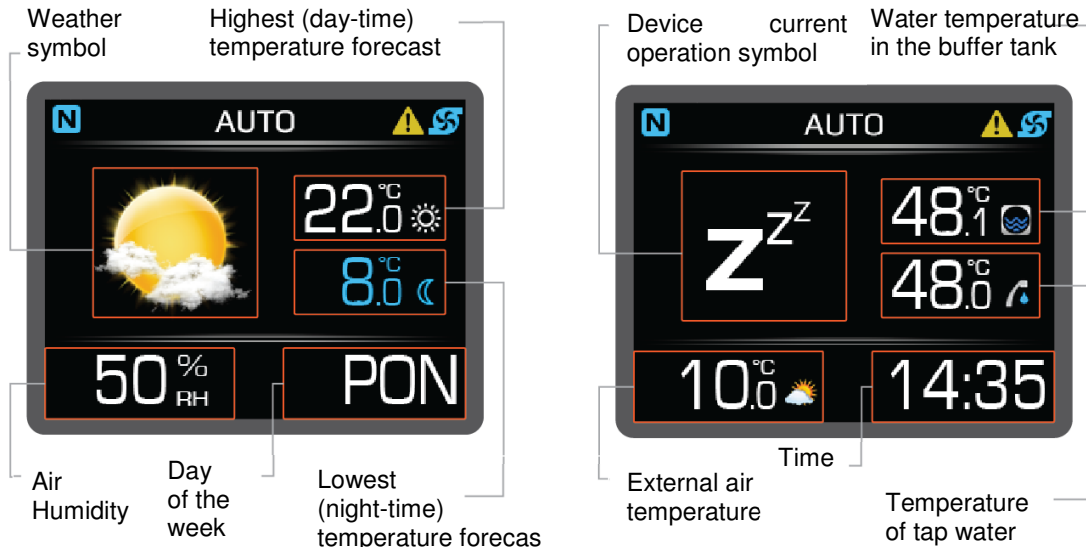 Weather
symbol
Highest (day-time)
temperature forecast
N
AUTO
22.0 °C
8.0 °C
50 % RH
PON
Air
Humidity
Day
of the
week
Lowest
(night-time)
temperature forecas
Device current
operation symbol
Water temperature
in the buffer tank
N
AUTO
zzz
48.1 °C
48.0 °C
10.0 °C
14:35
Time
External air
temperature
Temperature
of tap water